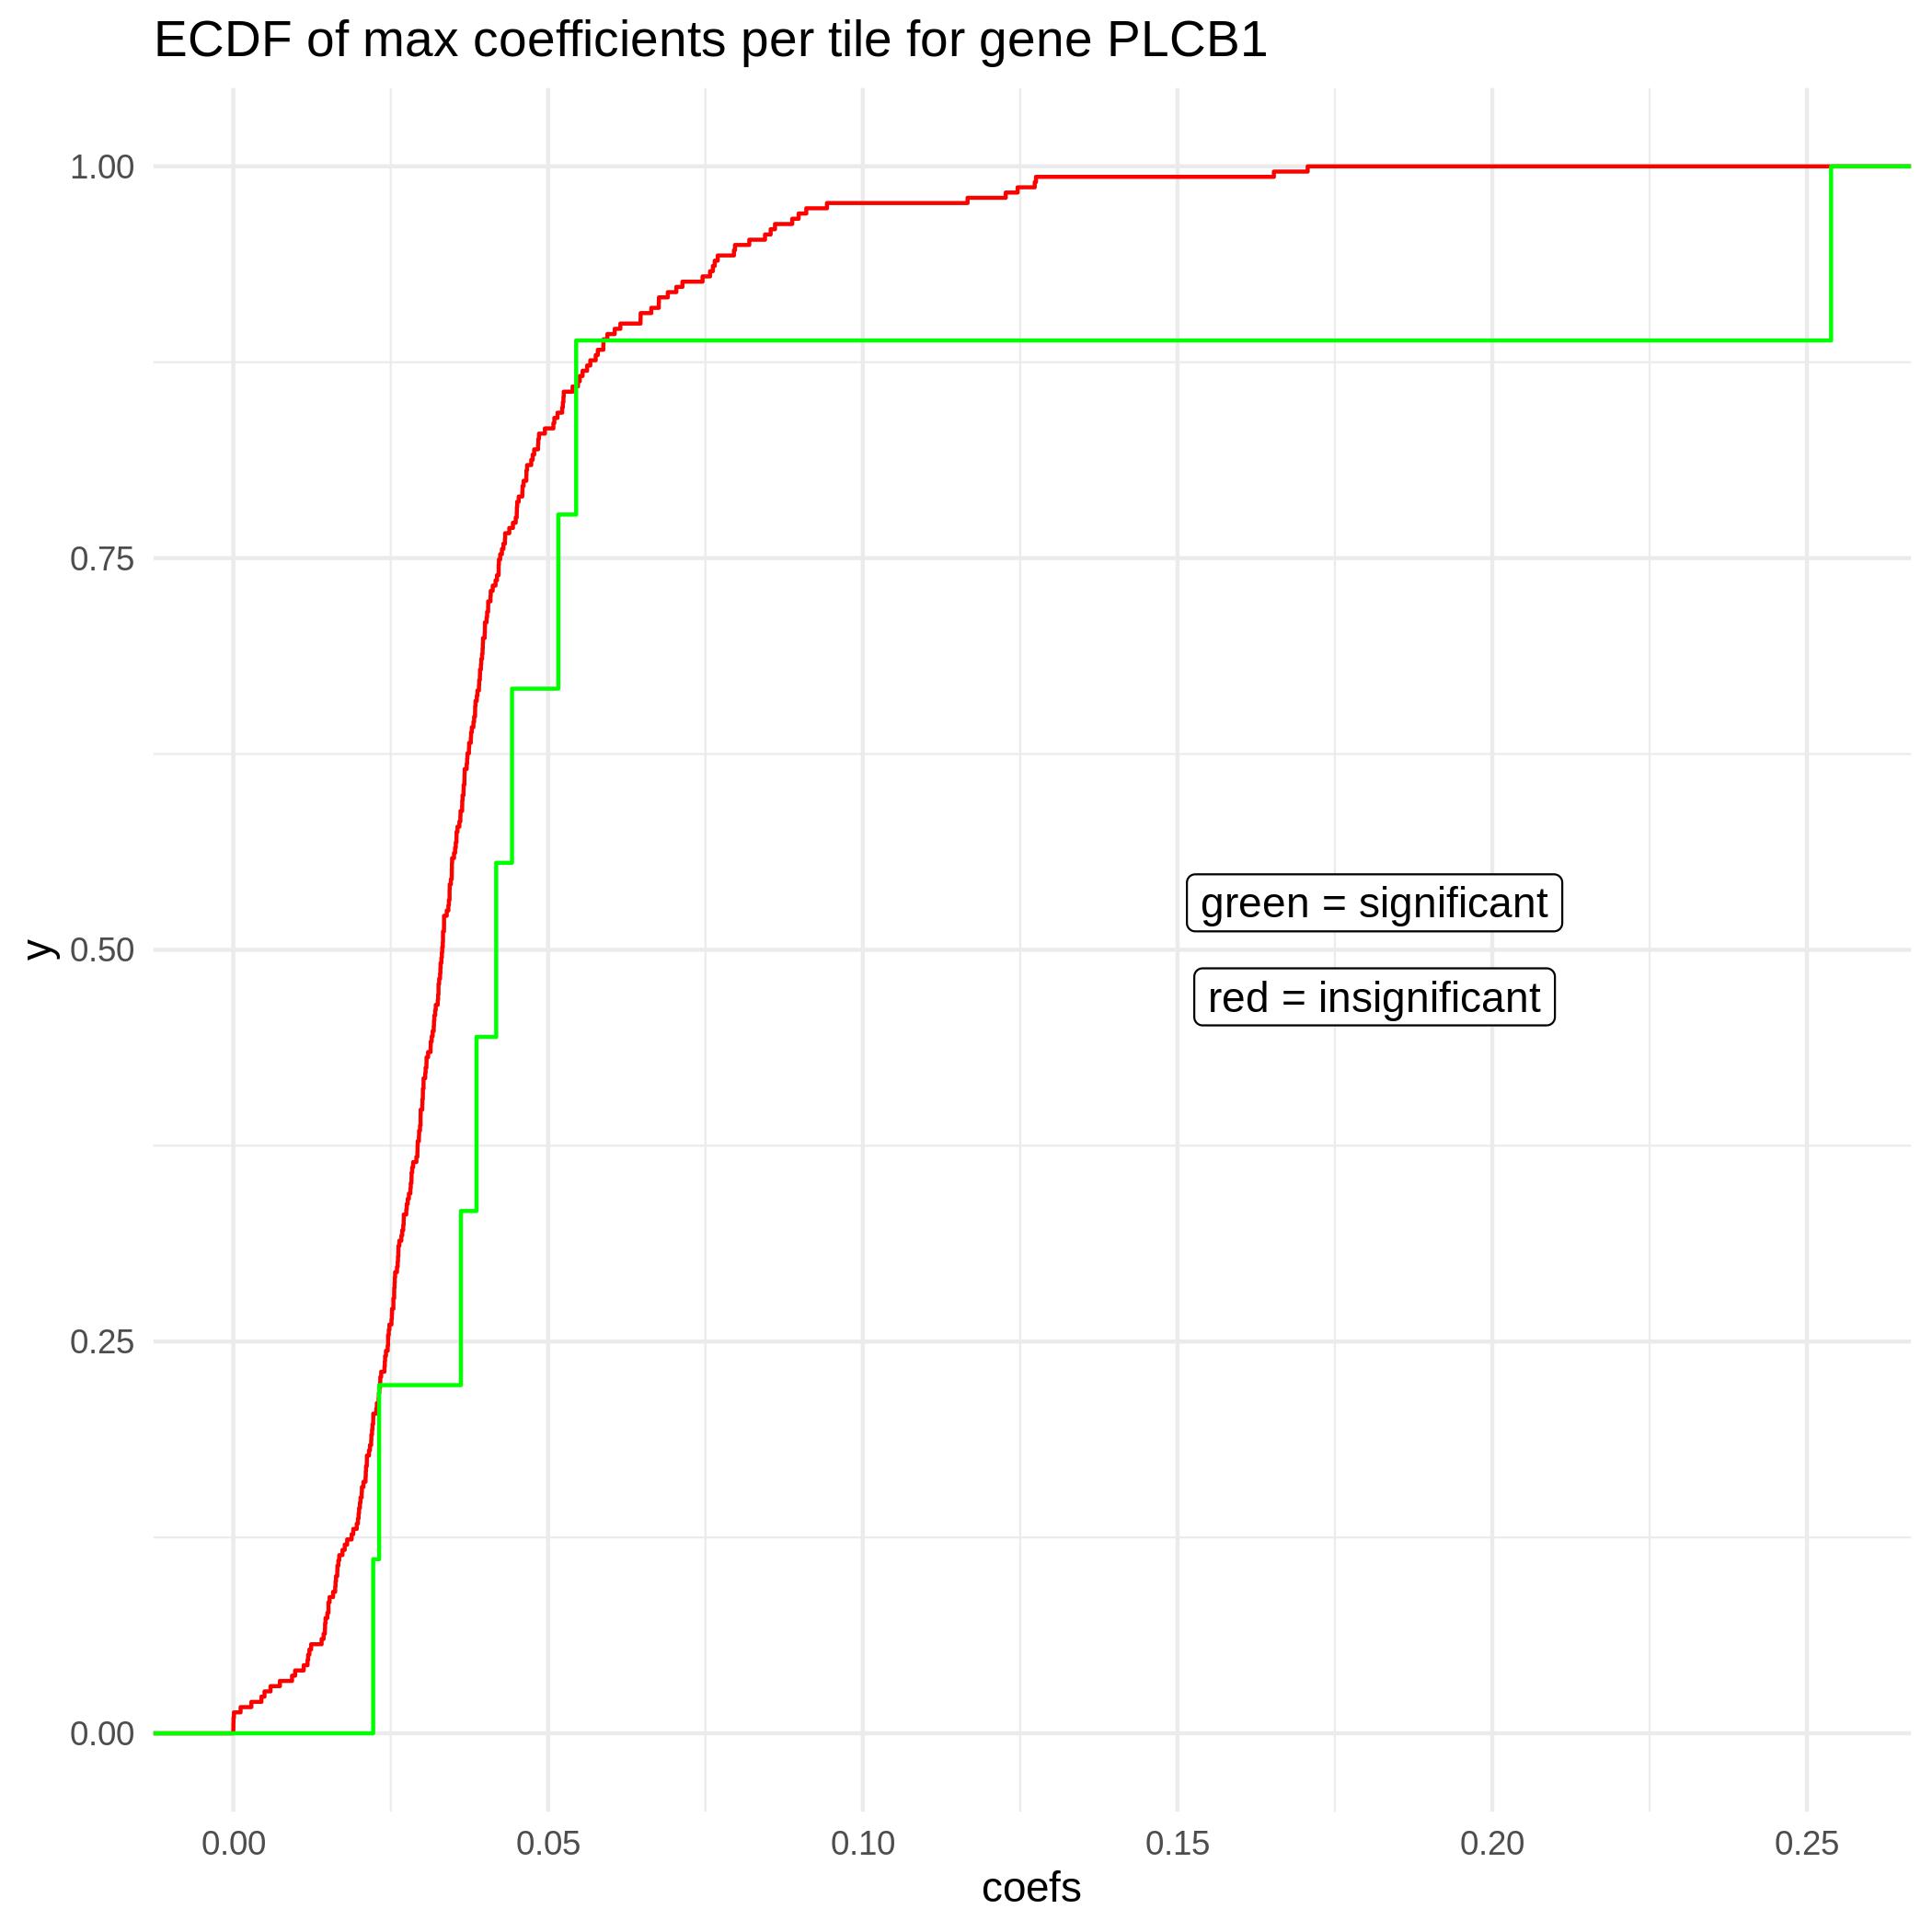 ECDF of max coefficients per tile for gene PLCB1
1.00
0.75
0.50
0.25
0.00
y
green = significant
red = insignificant
0.00 0.05 0.10 0.15 0.20 0.25
coefs